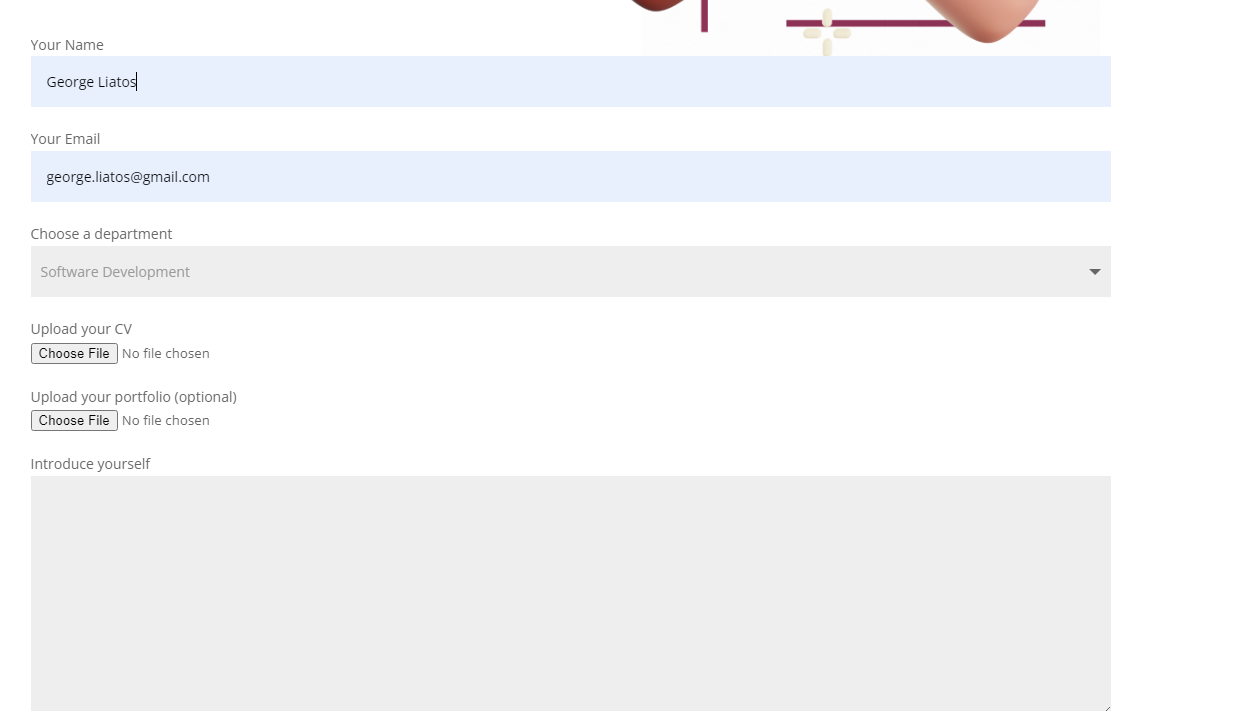 Your Name
George Liatos
Your Email
george.liatos@gmail.com
Choose a department
Software Development
Upload your CV
Choose File No file chosen
Upload your portfolio (optional)
Choose File No file chosen
Introduce yourself